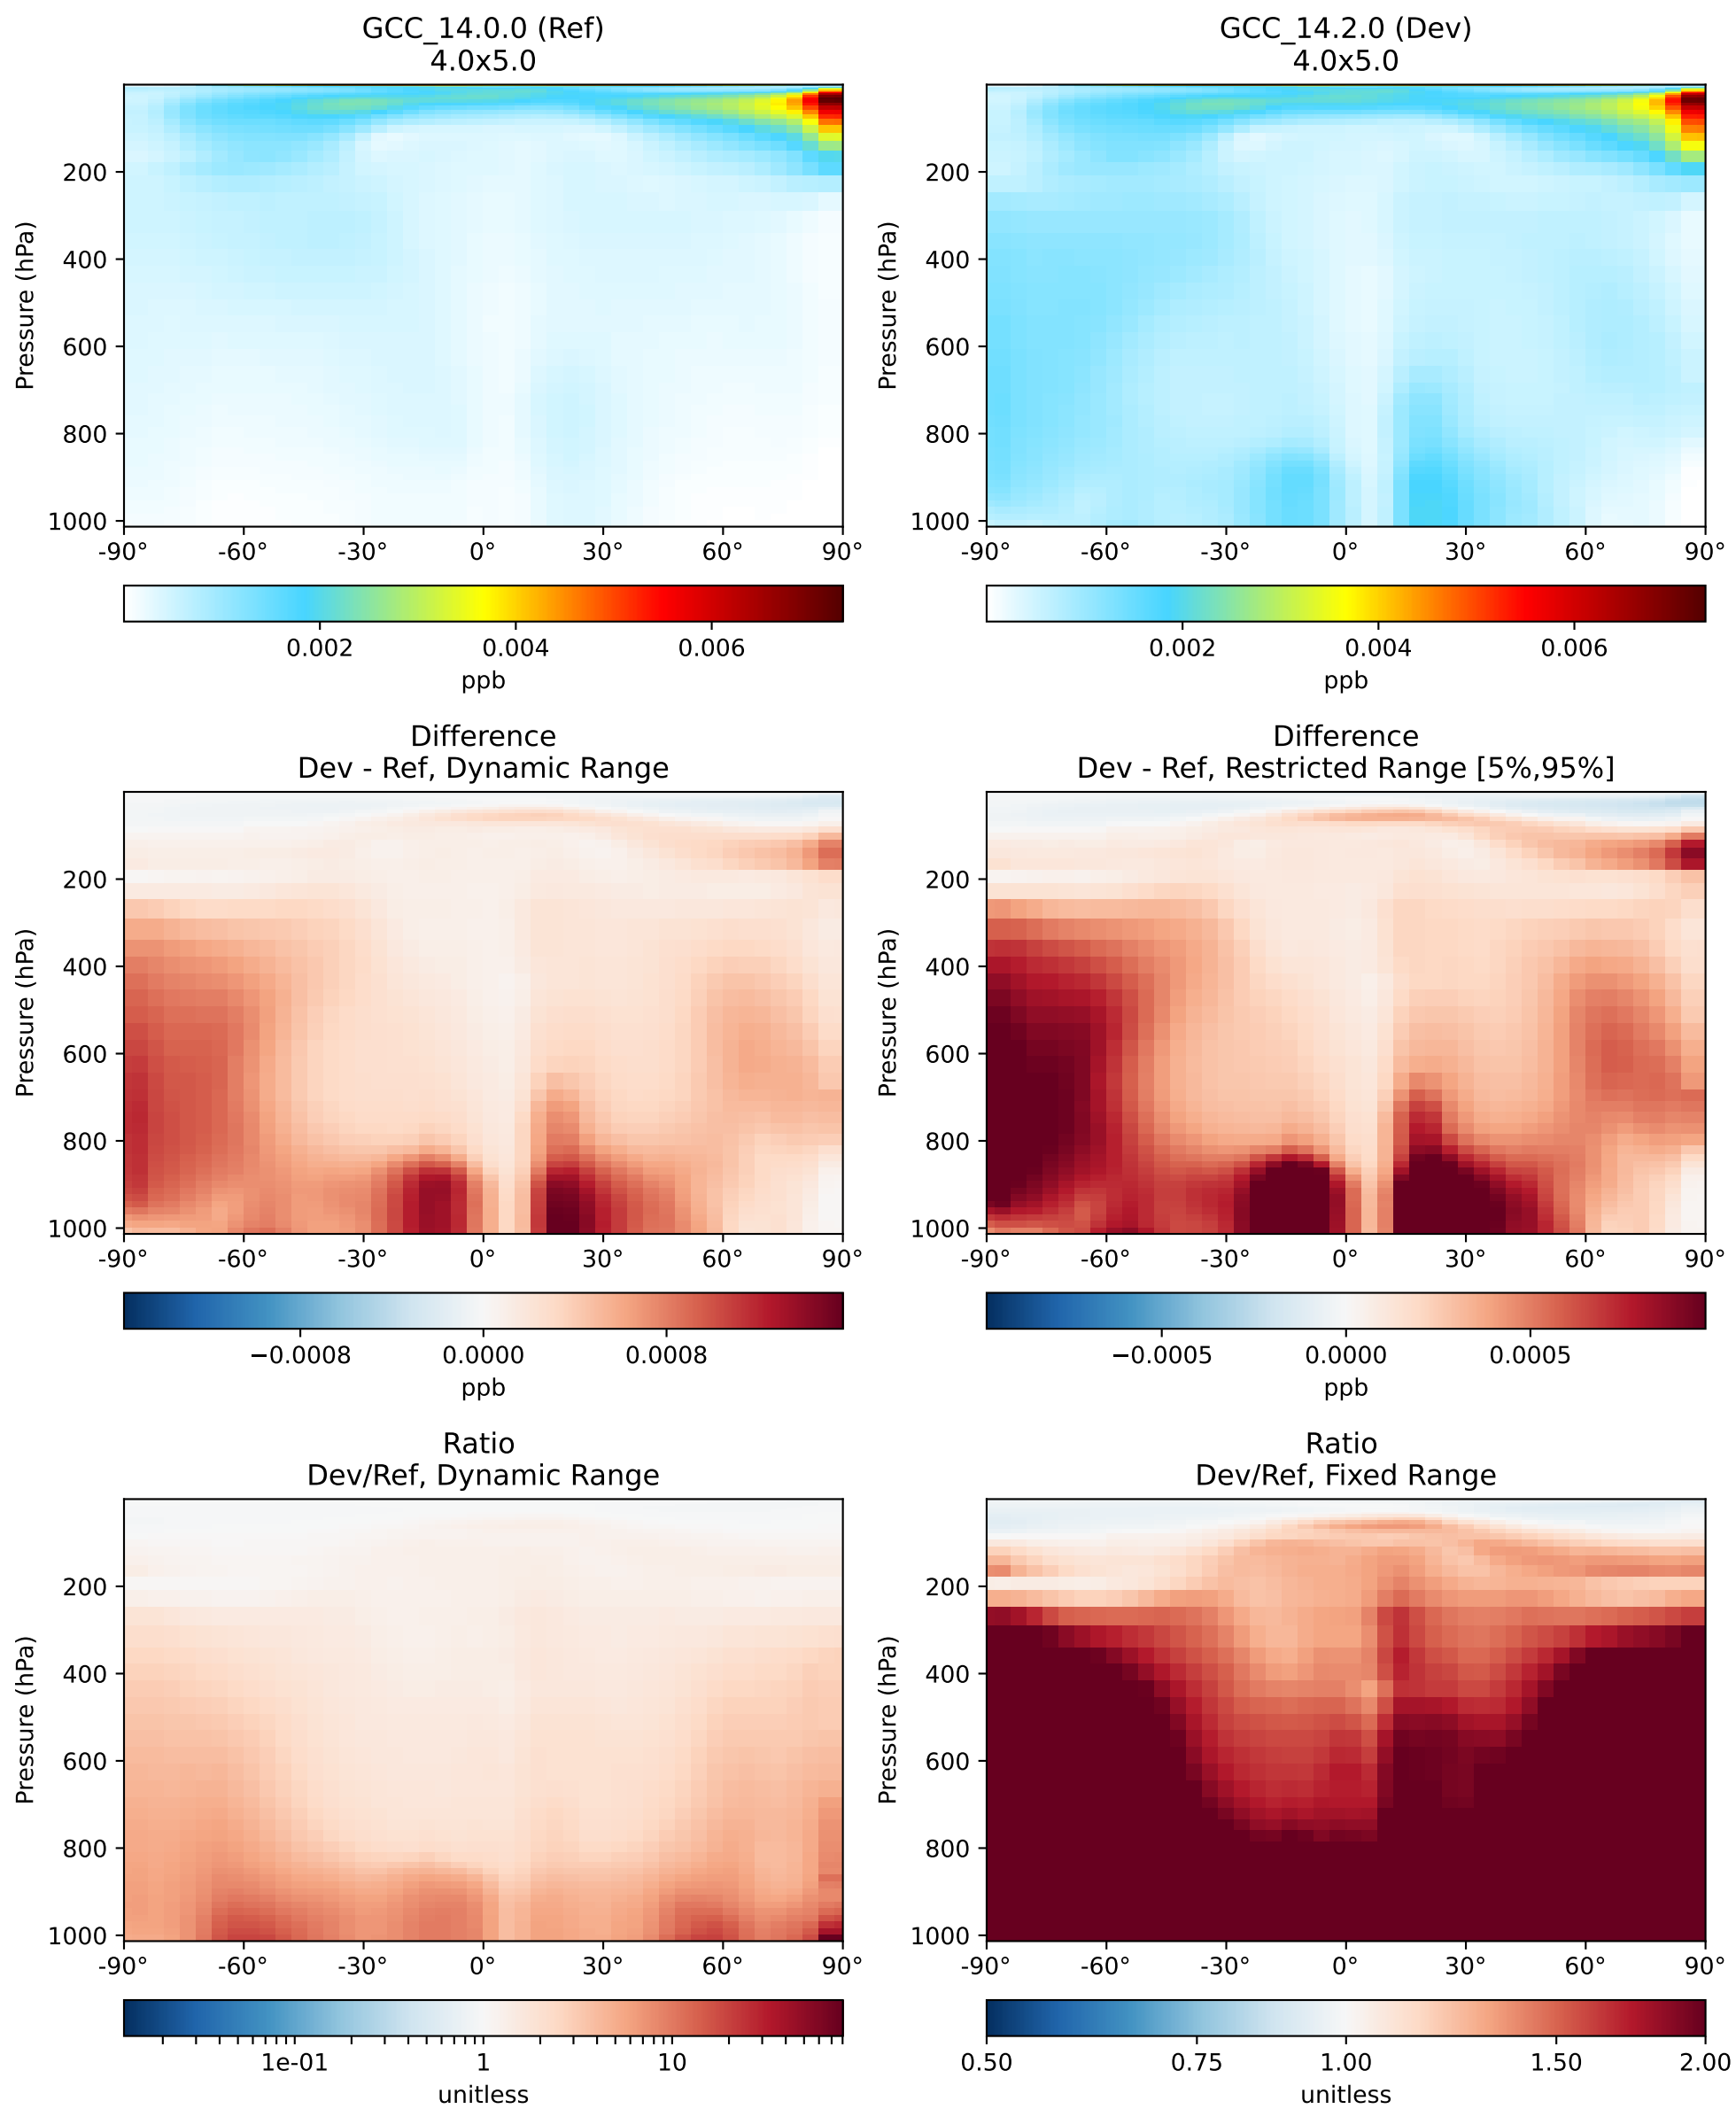 GCC_14.0.0 (Ref)
4.0x5.0
Pressure (hPa)
200
400
600
800
1000
-90° -60° -30° 0° 30° 60° 90°
0.002 0.004 0.006
ppb
GCC_14.2.0 (Dev)
4.0x5.0
Pressure (hPa)
200
400
600
800
1000
-90° -60° -30° 0° 30° 60° 90°
0.002 0.004 0.006
ppb
Difference
Dev - Ref, Dynamic Range
Pressure (hPa)
200
400
600
800
1000
-90° -60° -30° 0° 30° 60° 90°
−0.0008 0.0000 0.0008
ppb
Difference
Dev - Ref, Restricted Range [5%,95%]
Pressure (hPa)
200
400
600
800
1000
-90° -60° -30° 0° 30° 60° 90°
−0.0005 0.0000 0.0005
ppb
Ratio
Dev/Ref, Dynamic Range
Pressure (hPa)
200
400
600
800
1000
-90° -60° -30° 0° 30° 60° 90°
1e-01 1 10
unitless
Ratio
Dev/Ref, Fixed Range
Pressure (hPa)
200
400
600
800
1000
-90° -60° -30° 0° 30° 60° 90°
0.50 0.75 1.00 1.50 2.00
unitless